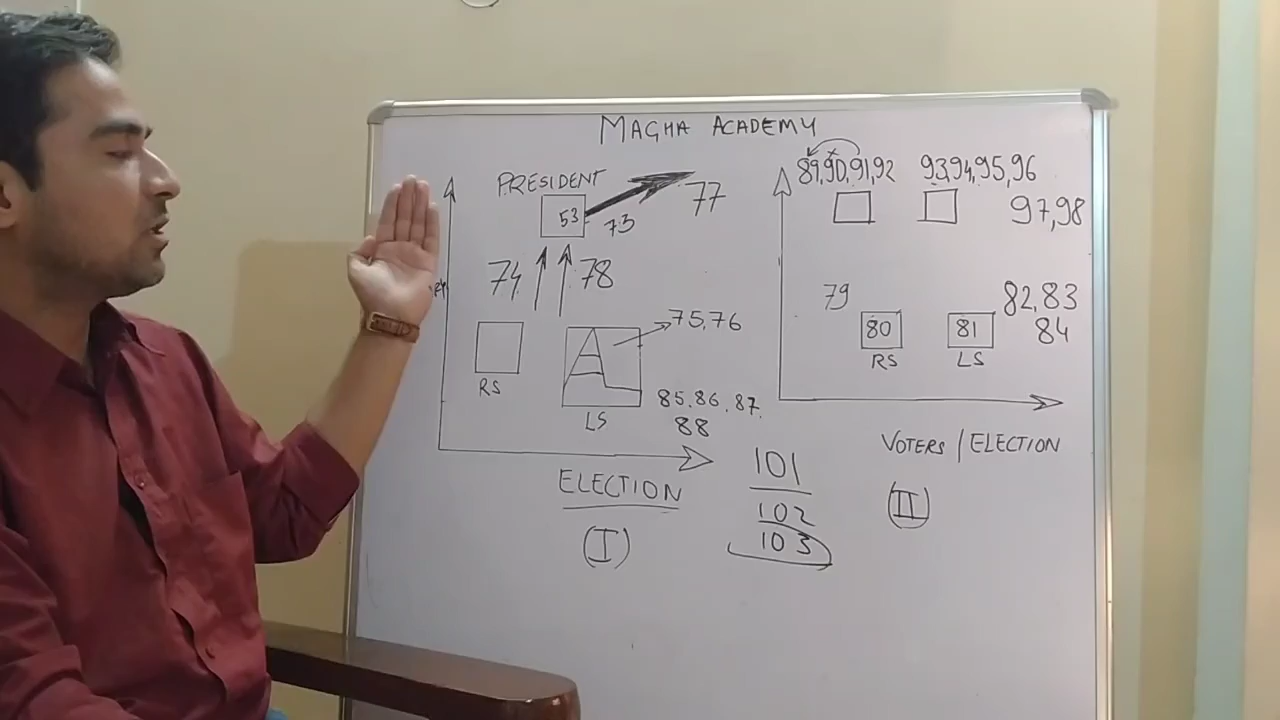 MAGHA ACADEMY
PRESIDENT
53
73
77
74
78
RS
75,76
LS
85.86.87.
88
ELECTION
(I)
101
102
103
89,90,91,92
93,94,95,96
97,98
79
80
RS
81
LS
82,83
84
VOTERS / ELECTION
(II)